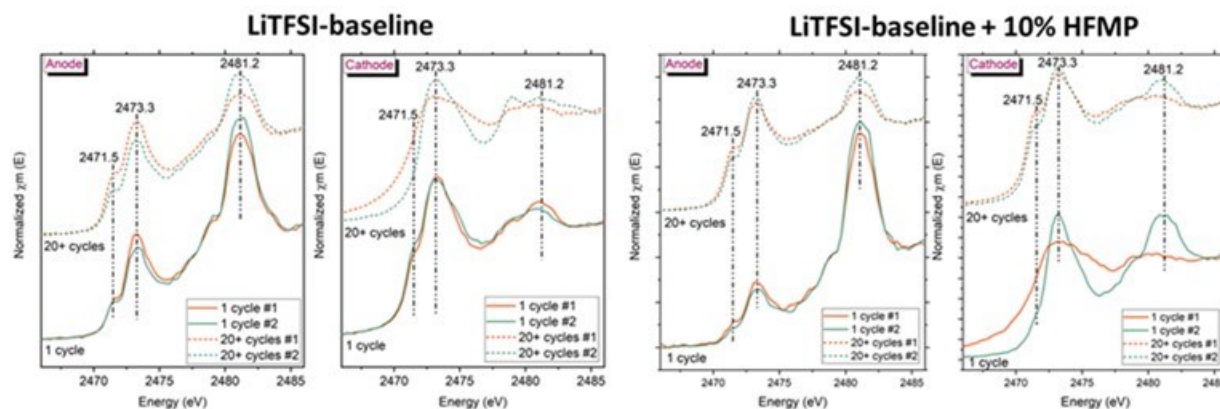 LiTFSI-baseline
Anode
2471.5
2473.3
2481.2
20+ cycles
1 cycle
1 cycle #1
1 cycle #2
20+ cycles #1
20+ cycles #2
Normalized χm (E)
2470 2475 2480 2485
Energy (eV)
Cathode
2471.5
2473.3
2481.2
20+ cycles
1 cycle
1 cycle #1
1 cycle #2
20+ cycles #1
20+ cycles #2
Normalized χm (E)
2470 2475 2480 2485
Energy (eV)
LiTFSI-baseline + 10% HFMP
Anode
2471.5
2473.3
2481.2
20+ cycles
1 cycle
1 cycle #1
1 cycle #2
20+ cycles #1
20+ cycles #2
Normalized χm (E)
2470 2475 2480 2485
Energy (eV)
Cathode
2471.5
2473.3
2481.2
20+ cycles
1 cycle
1 cycle #1
1 cycle #2
20+ cycles #1
20+ cycles #2
Normalized χm (E)
2470 2475 2480 2485
Energy (eV)